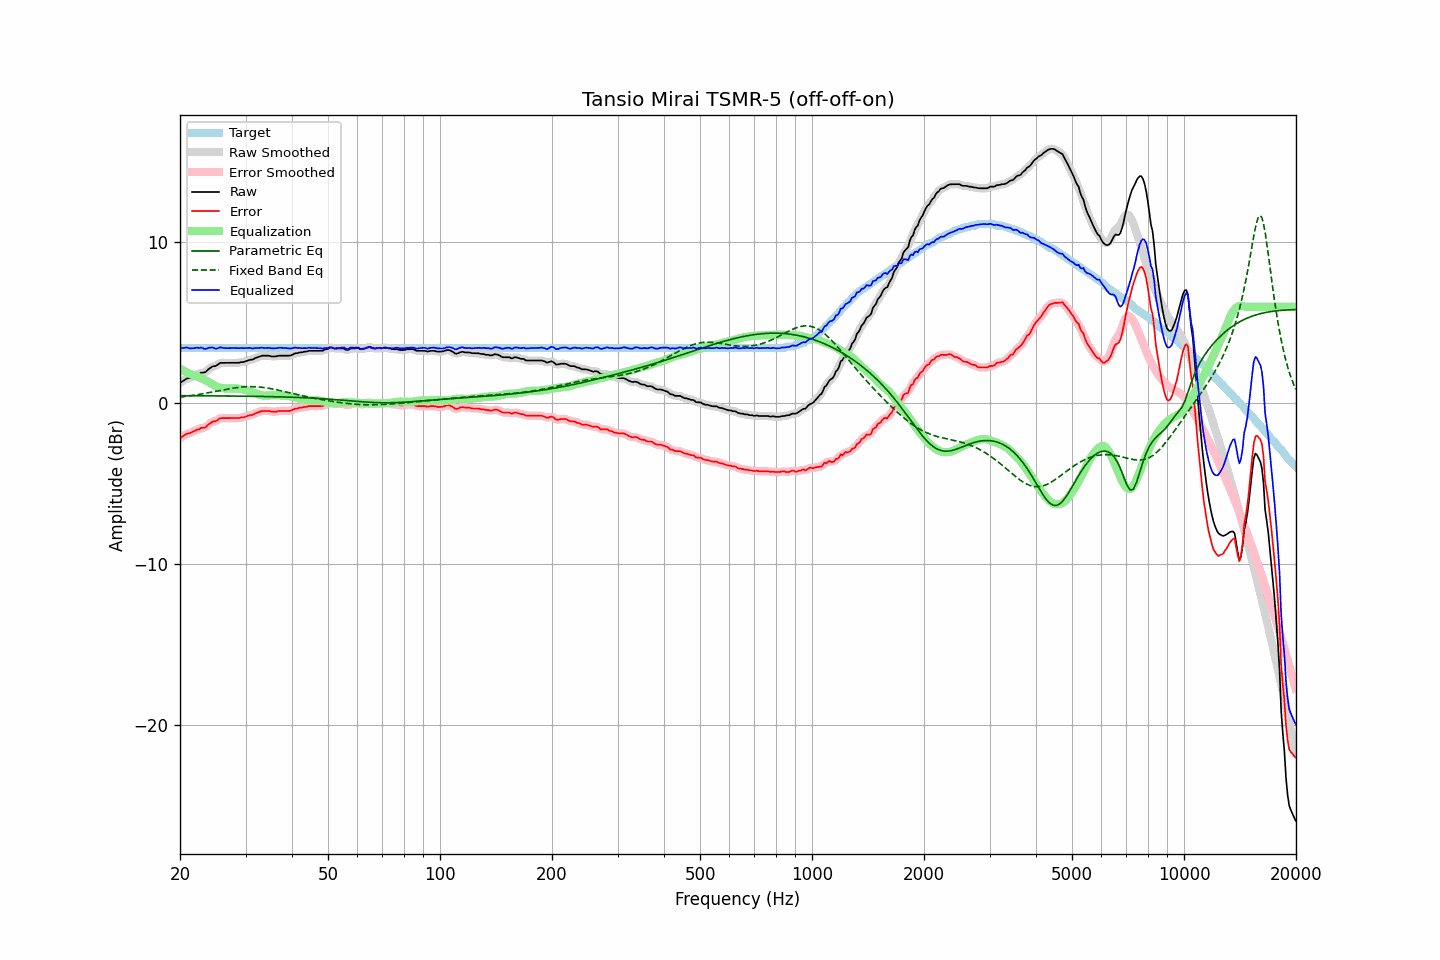 Tansio Mirai TSMR-5 (off-off-on)
Target
Raw Smoothed
Error Smoothed
Raw
Error
Equalization
Parametric Eq
Fixed Band Eq
Equalized
Amplitude (dBr)
10
0
−10
−20
20 50 100 200 500 1000 2000 5000 10000 20000
Frequency (Hz)